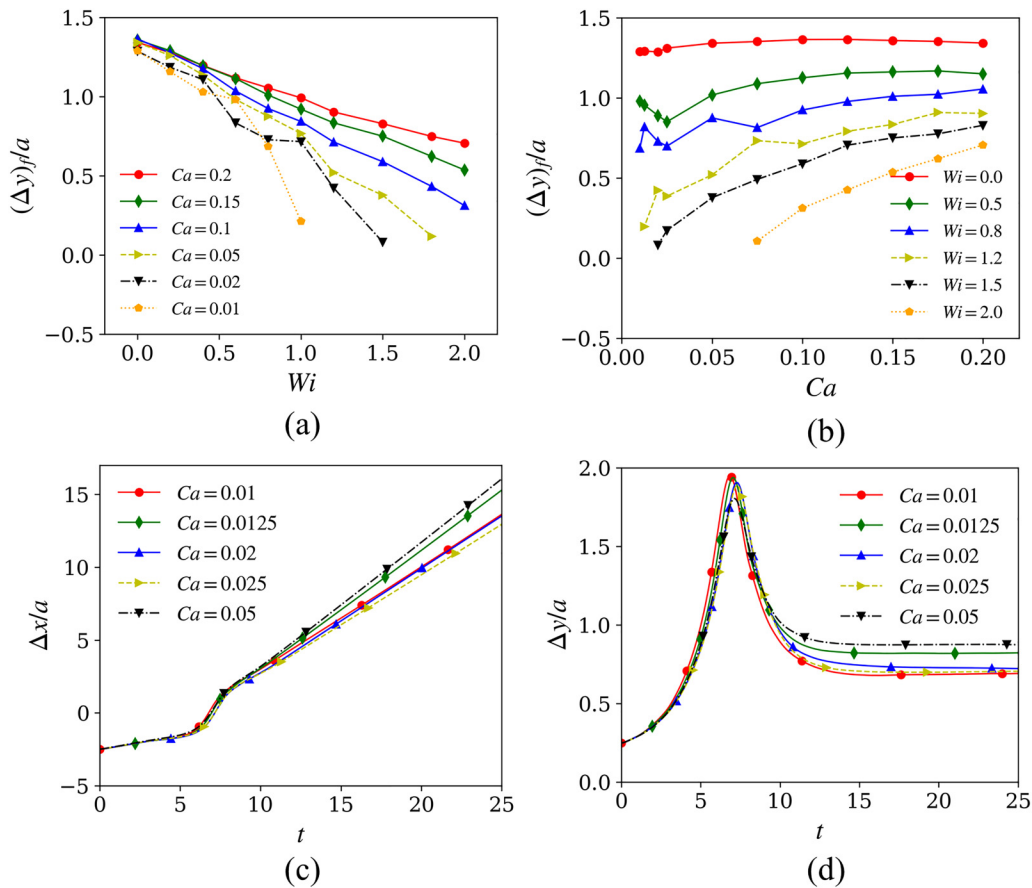 1.5
1.0
0.5
0.0
−0.5
(Δy)f/a
Ca = 0.2
Ca = 0.15
Ca = 0.1
Ca = 0.05
Ca = 0.02
Ca = 0.01
0.0 0.5 1.0 1.5 2.0
Wi
(a)
1.5
1.0
0.5
0.0
−0.5
(Δy)f/a
Wi = 0.0
Wi = 0.5
Wi = 0.8
Wi = 1.2
Wi = 1.5
Wi = 2.0
0.00 0.05 0.10 0.15 0.20
Ca
(b)
15
10
5
0
−5
Δx/a
Ca = 0.01
Ca = 0.0125
Ca = 0.02
Ca = 0.025
Ca = 0.05
0 5 10 15 20 25
t
(c)
2.0
1.5
1.0
0.5
0.0
Δy/a
Ca = 0.01
Ca = 0.0125
Ca = 0.02
Ca = 0.025
Ca = 0.05
0 5 10 15 20 25
t
(d)